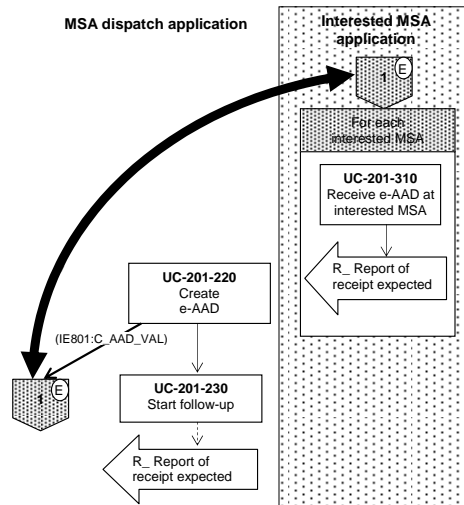 MSA dispatch application
Interested MSA
application
E
1
For each
interested MSA
UC-201-310
Receive e-AAD at
interested MSA
R_ Report of
receipt expected
UC-201-220
Create
e-AAD
(IE801:C_AAD_VAL)
E
1
UC-201-230
Start follow-up
R_ Report of
receipt expected